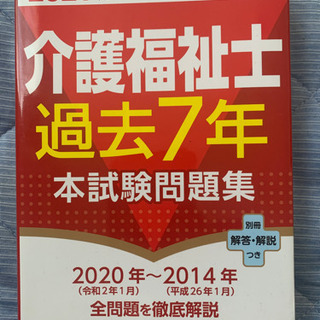 介護福祉士
過去7年
本試験問題集
別冊
解答・解説
つき
2020年～2014年
(令和2年1月) (平成26年1月)
全問題を徹底解説